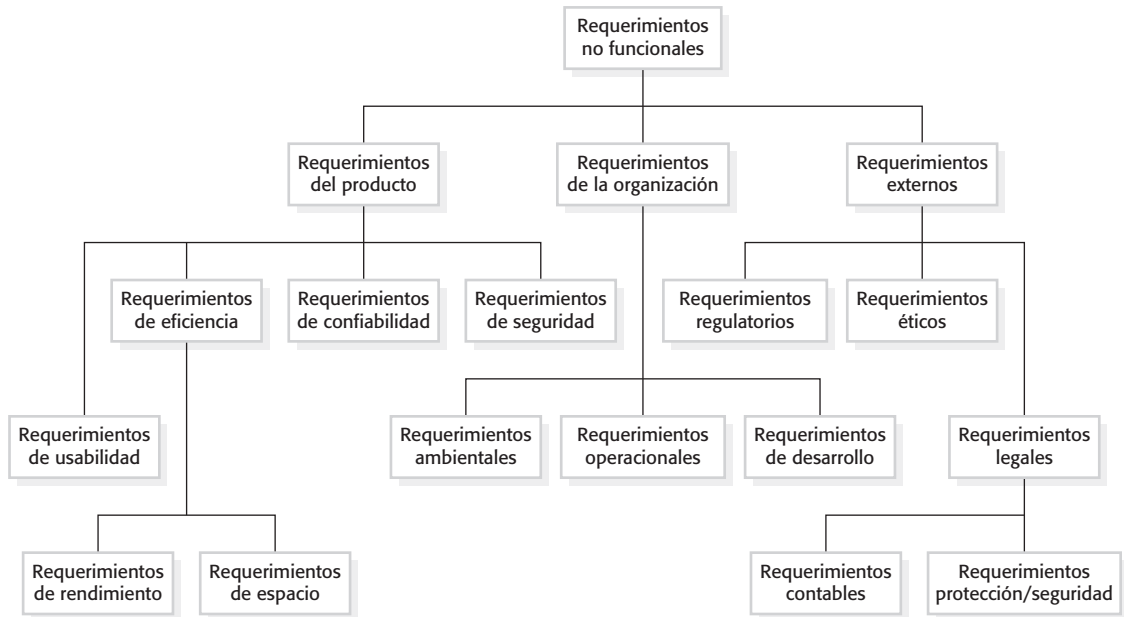 Requerimientos
no funcionales
Requerimientos
del producto
Requerimientos
de la organización
Requerimientos
externos
Requerimientos
de eficiencia
Requerimientos
de confiabilidad
Requerimientos
de seguridad
Requerimientos
regulatorios
Requerimientos
éticos
Requerimientos
de usabilidad
Requerimientos
ambientales
Requerimientos
operacionales
Requerimientos
de desarrollo
Requerimientos
legales
Requerimientos
de rendimiento
Requerimientos
de espacio
Requerimientos
contables
Requerimientos
protección/seguridad